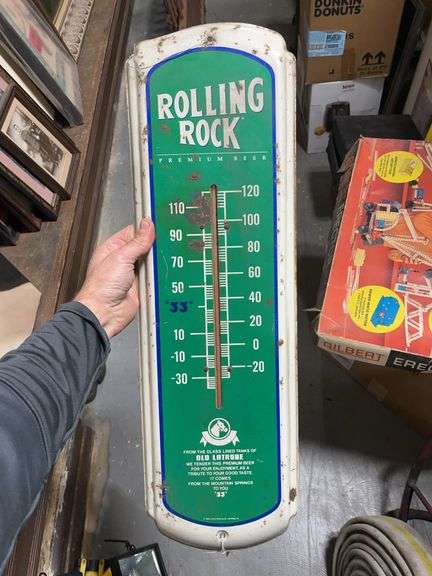 DUNKIN'
DONUTS
ROLLING
ROCK
PREMIUM BEER
120
110
100
90
80
70
60
50
40
"33"
20
10
0
-10
-20
-30
FROM THE GLASS LINED TANKS OF
OLD LATROBE
WE TENDER THIS PREMIUM BEER
FOR YOUR ENJOYMENT, AS A
TRIBUTE TO YOUR GOOD TASTE.
IT COMES
FROM THE MOUNTAIN SPRINGS
TO YOU
"33"
GILBERT EREC